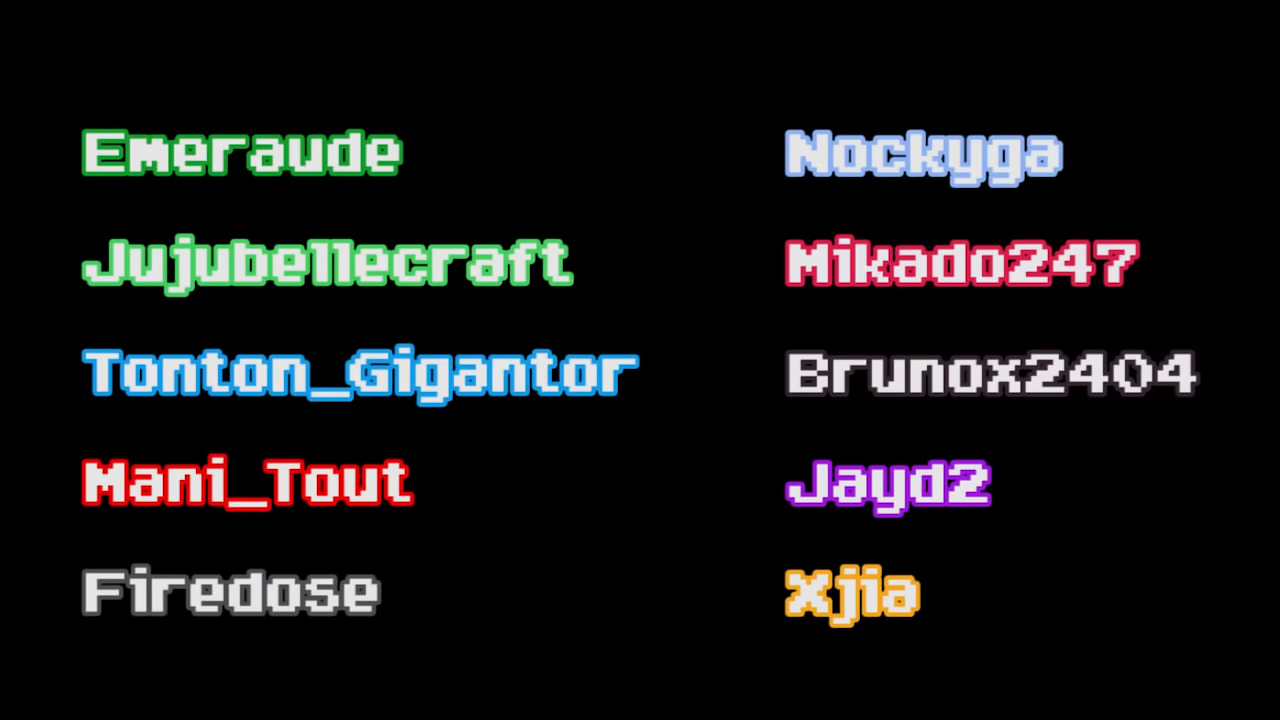 Emeraude
Jujubellecraft
Tonton_Gigantor
Mani_Tout
Firedose
Nockyga
Mikado247
Brunox2404
Jayd2
Xjia